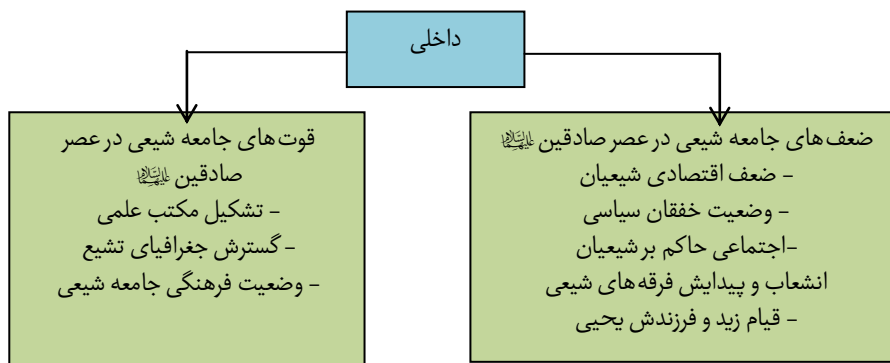 داخلی
ضعف‌های جامعه شیعی در عصر صادقین علیهما‌السلام
- ضعف اقتصادی شیعیان
- وضعیت خفقان سیاسی
-اجتماعی حاکم بر شیعیان
انشعاب و پیدایش فرقه‌های شیعی
- قیام زید و فرزندش یحیی
قوت‌های جامعه شیعی در عصر
صادقین علیهما‌السلام
- تشکیل مکتب علمی
- گسترش جغرافیای تشیع
- وضعیت فرهنگی جامعه شیعی